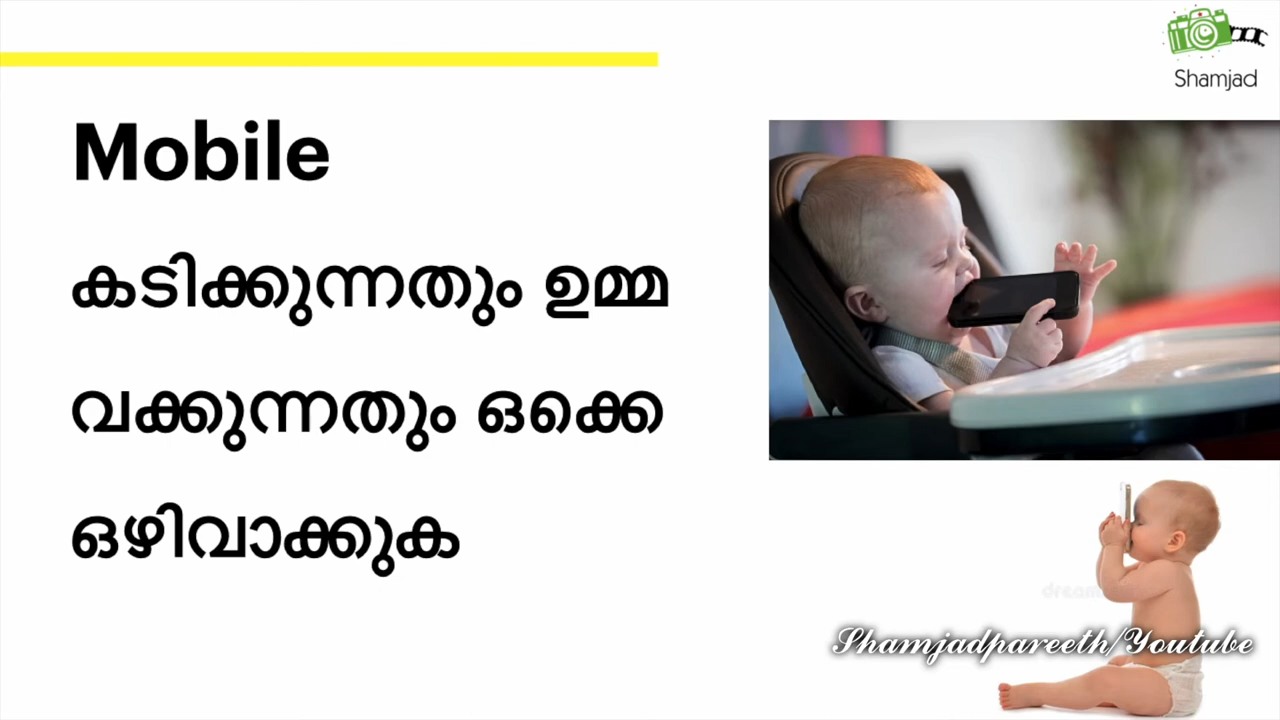 Shamjad
Mobile
കടിക്കുന്നതും ഉമ്മ
വക്കുന്നതും ഒക്കെ
ഒഴിവാക്കുക
Shamjadpareeth/Youtube